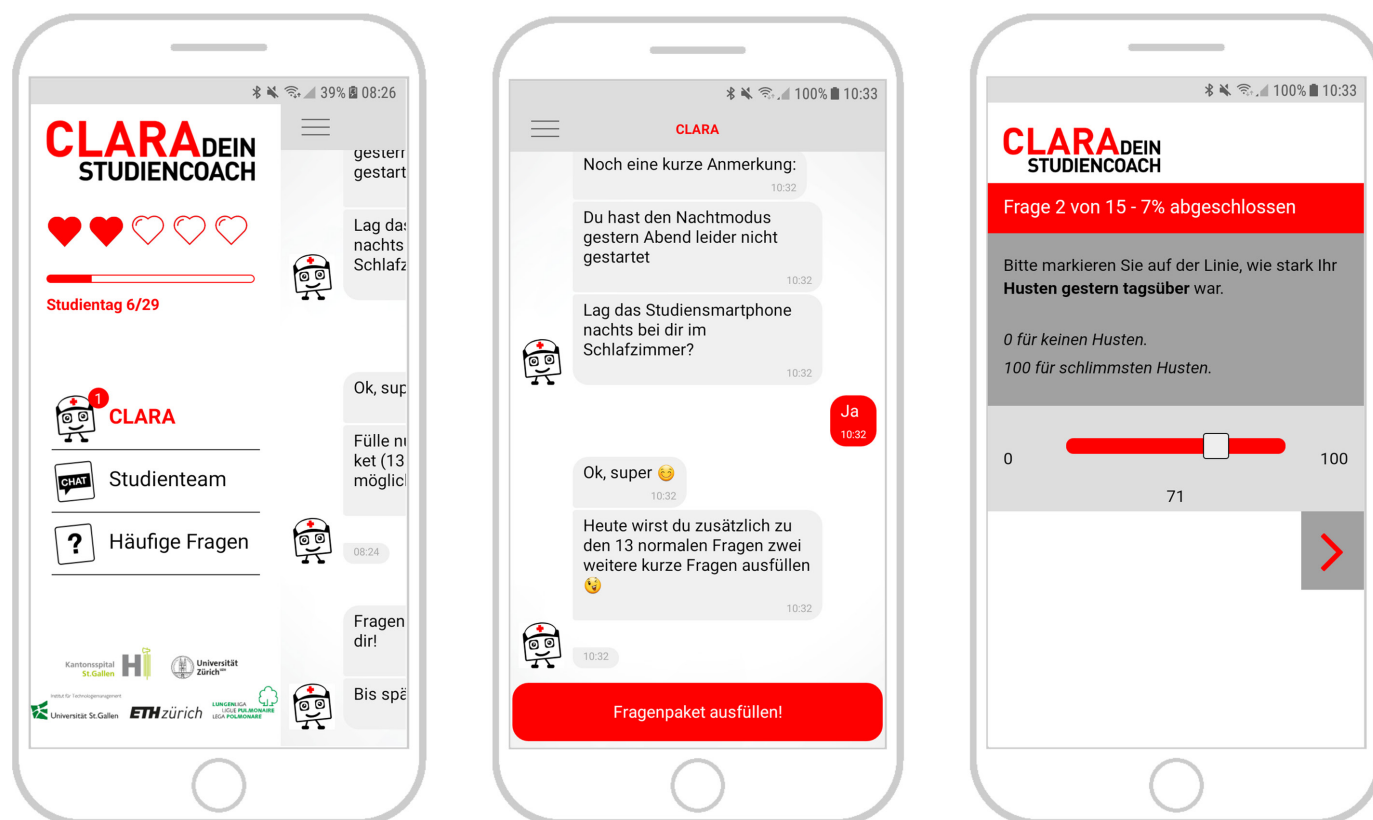 39% 08:26
CLARA DEIN
STUDIENCOACH
Studientag 6/29
1
CLARA
CHAT
Studienteam
?
Häufige Fragen
Kantonsspital
St.Gallen
Universität
Zürich
Institut für Technologiemanagement
Universität St.Gallen
ETH zürich
LUNGENLIGA
LIGUE PULMONAIRE
LEGA POLMONARE
gestern
gestart
Lag das
nachts
Schlafz
Ok, sup
Fülle nu
ket (13
möglic
08:24
Fragen
dir!
Bis spä
100% 10:33
CLARA
Noch eine kurze Anmerkung:
10:32
Du hast den Nachtmodus
gestern Abend leider nicht
gestartet
10:32
Lag das Studiensmartphone
nachts bei dir im
Schlafzimmer?
10:32
Ja
10:32
Ok, super
10:32
Heute wirst du zusätzlich zu
den 13 normalen Fragen zwei
weitere kurze Fragen ausfüllen
10:32
10:32
Fragenpaket ausfüllen!
100% 10:33
CLARA DEIN
STUDIENCOACH
Frage 2 von 15 - 7% abgeschlossen
Bitte markieren Sie auf der Linie, wie stark Ihr
Husten gestern tagsüber war.
0 für keinen Husten.
100 für schlimmsten Husten.
0
100
71